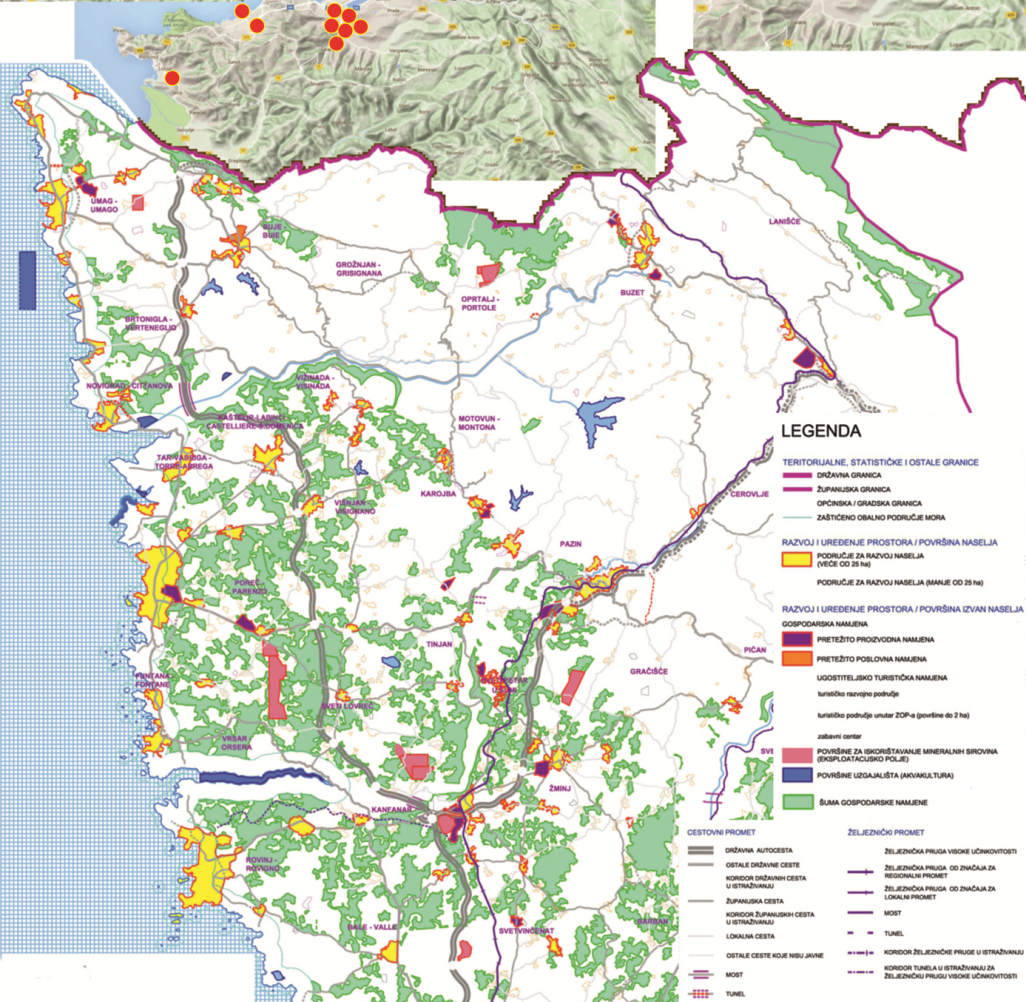 UMAG -
UMAGO
BUJE
BUIE
GROŽNJAN -
GRISIGNANA
OPRTALJ -
PORTOLE
BUZET
LANIŠĆE
BRTONIGLA -
VERTENEGLIO
NOVIGRAD - CITTANOVA
VIŽINADA -
VISINADA
KAŠTELIR-LABINCI -
CASTELLIERE-S.DOMENICA
MOTOVUN -
MONTONA
TAR-VABRIGA -
TORRE-ABREGA
KAROJBA
VIŠNJAN -
VISIGNANO
CEROVLJE
PAZIN
POREČ -
PARENZO
TINJAN
GRAČIŠĆE
PIĆAN
FUNTANA -
FONTANE
SVETI LOVREČ
VRSAR -
ORSERA
KANFANAR
ŽMINJ
ROVINJ -
ROVIGNO
BALE - VALLE
SVETVINČENAT
BARBAN
LEGENDA
TERITORIJALNE, STATISTIČKE I OSTALE GRANICE
DRŽAVNA GRANICA
ŽUPANIJSKA GRANICA
OPĆINSKA / GRADSKA GRANICA
ZAŠTIĆENO OBALNO PODRUČJE MORA
RAZVOJ I UREĐENJE PROSTORA / POVRŠINA NASELJA
PODRUČJE ZA RAZVOJ NASELJA
(VEĆE OD 25 ha)
PODRUČJE ZA RAZVOJ NASELJA (MANJE OD 25 ha)
RAZVOJ I UREĐENJE PROSTORA / POVRŠINA IZVAN NASELJA
GOSPODARSKA NAMJENA
PRETEŽITO PROIZVODNA NAMJENA
PRETEŽITO POSLOVNA NAMJENA
UGOSTITELJSKO TURISTIČKA NAMJENA
turističko razvojno područje
turističko područje unutar ZOP-a (površine do 2 ha)
zabavni centar
POVRŠINE ZA ISKORIŠTAVANJE MINERALNIH SIROVINA
(EKSPLOATACIJSKO POLJE)
POVRŠINE UZGAJALIŠTA (AKVAKULTURA)
ŠUMA GOSPODARSKE NAMJENE
CESTOVNI PROMET
DRŽAVNA AUTOCESTA
OSTALE DRŽAVNE CESTE
KORIDOR DRŽAVNIH CESTA
U ISTRAŽIVANJU
ŽUPANIJSKA CESTA
KORIDOR ŽUPANIJSKIH CESTA
U ISTRAŽIVANJU
LOKALNA CESTA
OSTALE CESTE KOJE NISU JAVNE
MOST
TUNEL
ŽELJEZNIČKI PROMET
ŽELJEZNIČKA PRUGA VISOKE UČINKOVITOSTI
ŽELJEZNIČKA PRUGA OD ZNAČAJA ZA
REGIONALNI PROMET
ŽELJEZNIČKA PRUGA OD ZNAČAJA ZA
LOKALNI PROMET
MOST
TUNEL
KORIDOR ŽELJEZNIČKE PRUGE U ISTRAŽIVANJU
KORIDOR TUNELA U ISTRAŽIVANJU ZA
ŽELJEZNIČKU PRUGU VISOKE UČINKOVITOSTI